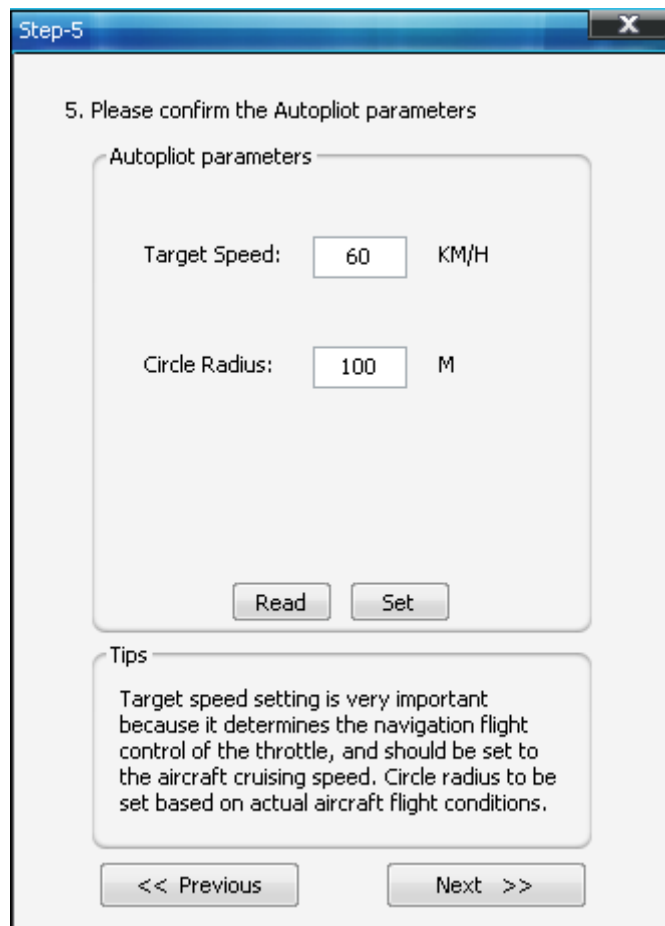 Step-5
X
5. Please confirm the Autopliot parameters
Autopliot parameters
Target Speed: 60 KM/H
Circle Radius: 100 M
Read Set
Tips
Target speed setting is very important
because it determines the navigation flight
control of the throttle, and should be set to
the aircraft cruising speed. Circle radius to be
set based on actual aircraft flight conditions.
<< Previous Next >>